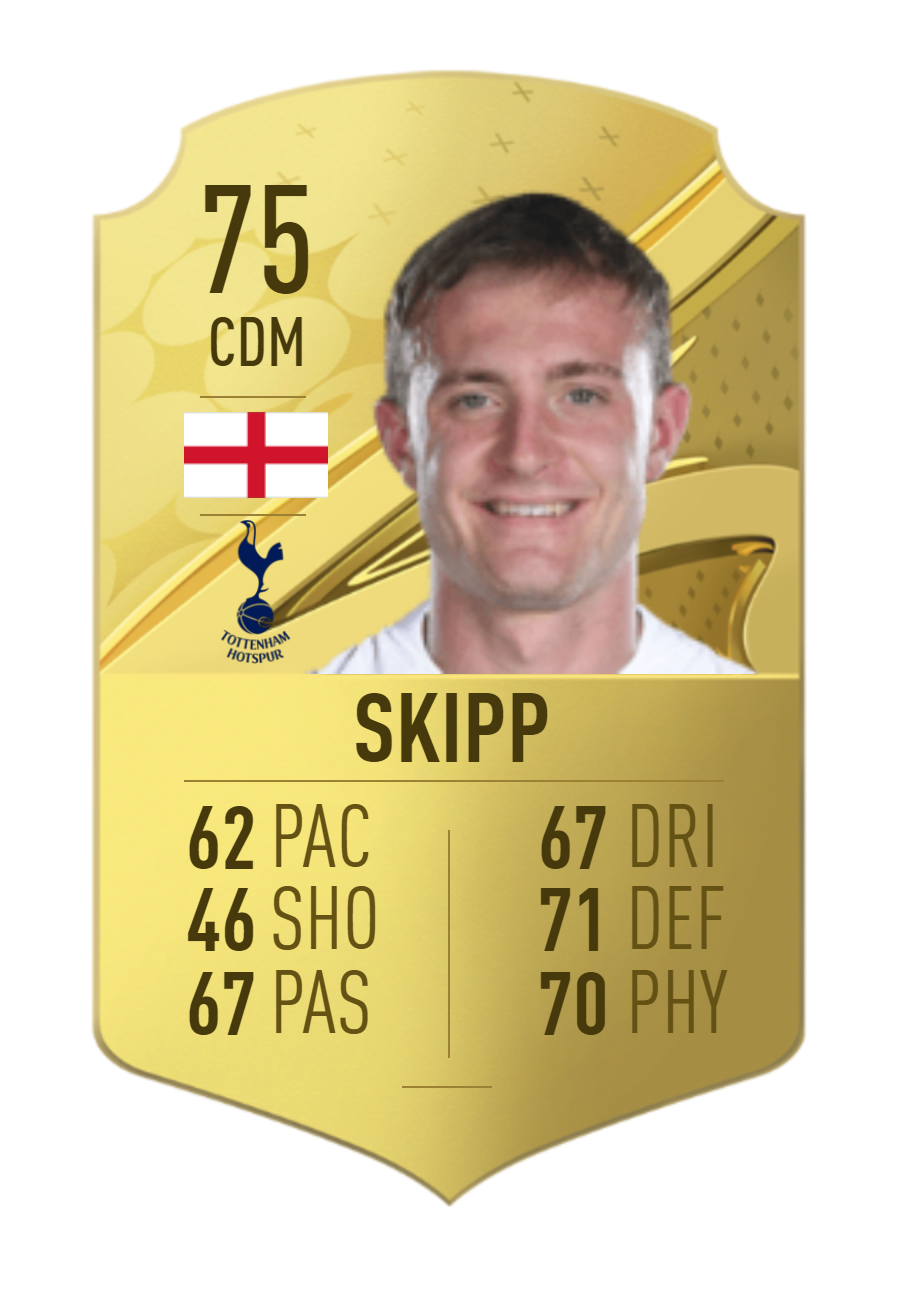 75
CDM
TOTTENHAM
HOTSPUR
SKIPP
62 PAC
67 DRI
46 SHO
71 DEF
67 PAS
70 PHY